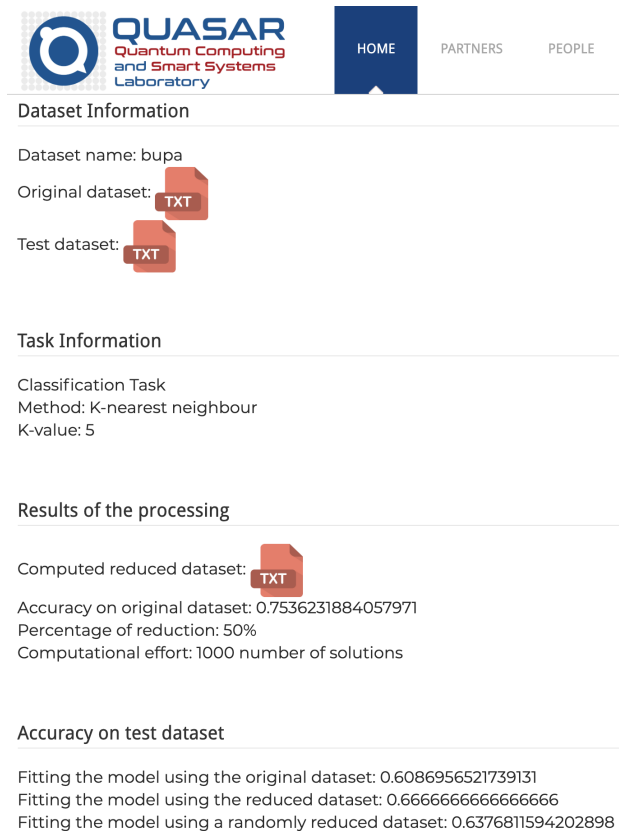 QUASAR
Quantum Computing
and Smart Systems
Laboratory
HOME
PARTNERS
PEOPLE
Dataset Information
Dataset name: bupa
Original dataset: TXT
Test dataset: TXT
Task Information
Classification Task
Method: K-nearest neighbour
K-value: 5
Results of the processing
Computed reduced dataset: TXT
Accuracy on original dataset: 0.7536231884057971
Percentage of reduction: 50%
Computational effort: 1000 number of solutions
Accuracy on test dataset
Fitting the model using the original dataset: 0.6086956521739131
Fitting the model using the reduced dataset: 0.6666666666666666
Fitting the model using a randomly reduced dataset: 0.6376811594202898